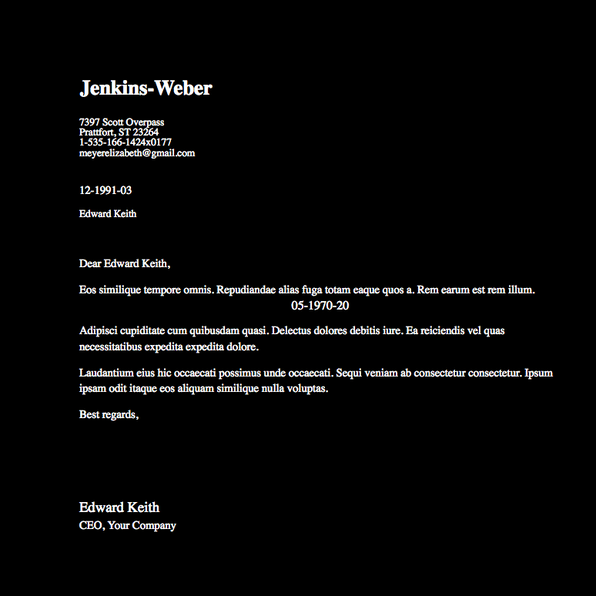 Jenkins-Weber
7397 Scott Overpass
Prattfort, ST 23264
1-535-166-1424x0177
meyerelizabeth@gmail.com
12-1991-03
Edward Keith
Dear Edward Keith,
Eos similique tempore omnis. Repudiandae alias fuga totam eaque quos a. Rem earum est rem illum.
05-1970-20
Adipisci cupiditate cum quibusdam quasi. Delectus dolores debitis iure. Ea reiciendis vel quas
necessitatibus expedita expedita dolore.
Laudantium eius hic occaecati possimus unde occaecati. Sequi veniam ab consectetur consectetur. Ipsum
ipsam odit itaque eos aliquam similique nulla voluptas.
Best regards,
Edward Keith
CEO, Your Company